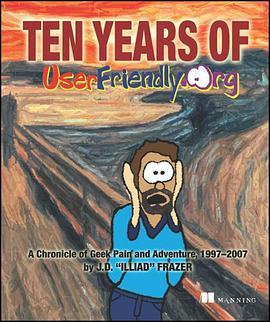 TEN YEARS OF
UserFriendly.Org
A Chronicle of Geek Pain and Adventure, 1997–2007
by J.D. "ILLIAD" FRAZER
MANNING